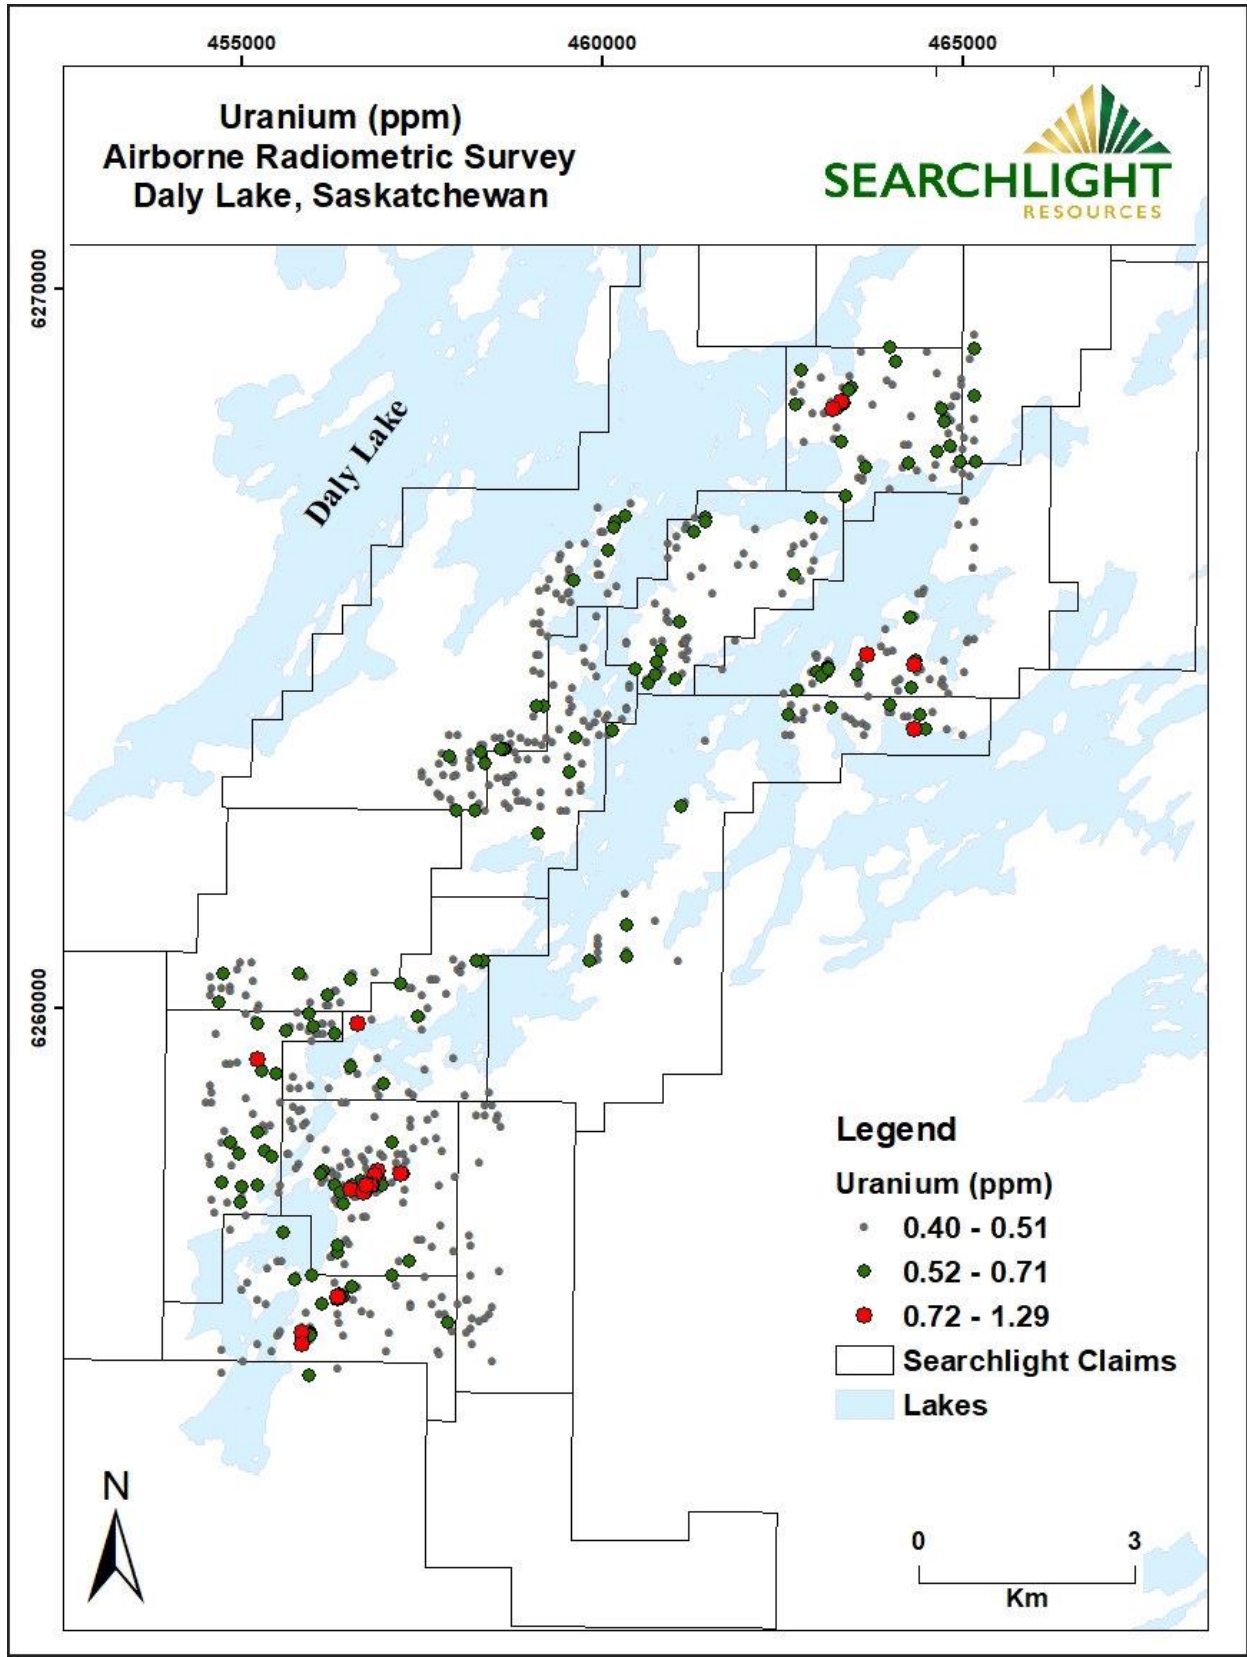 455000
460000
465000
Uranium (ppm)
Airborne Radiometric Survey
Daly Lake, Saskatchewan
SEARCHLIGHT
RESOURCES
6270000
Daly Lake
6260000
Legend
Uranium (ppm)
0.40 - 0.51
0.52 - 0.71
0.72 - 1.29
Searchlight Claims
Lakes
N
0
3
Km